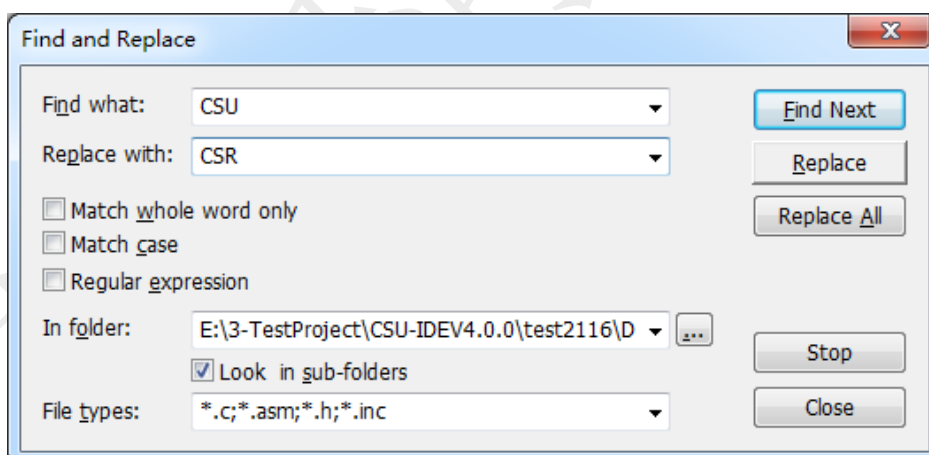 Find and Replace
Find what: CSU Find Next
Replace with: CSR Replace
Match whole word only Replace All
Match case
Regular expression
In folder: E:\3-TestProject\CSU-IDEV4.0.0\test2116\D ...
Look in sub-folders Stop
File types: *.c;*.asm;*.h;*.inc Close